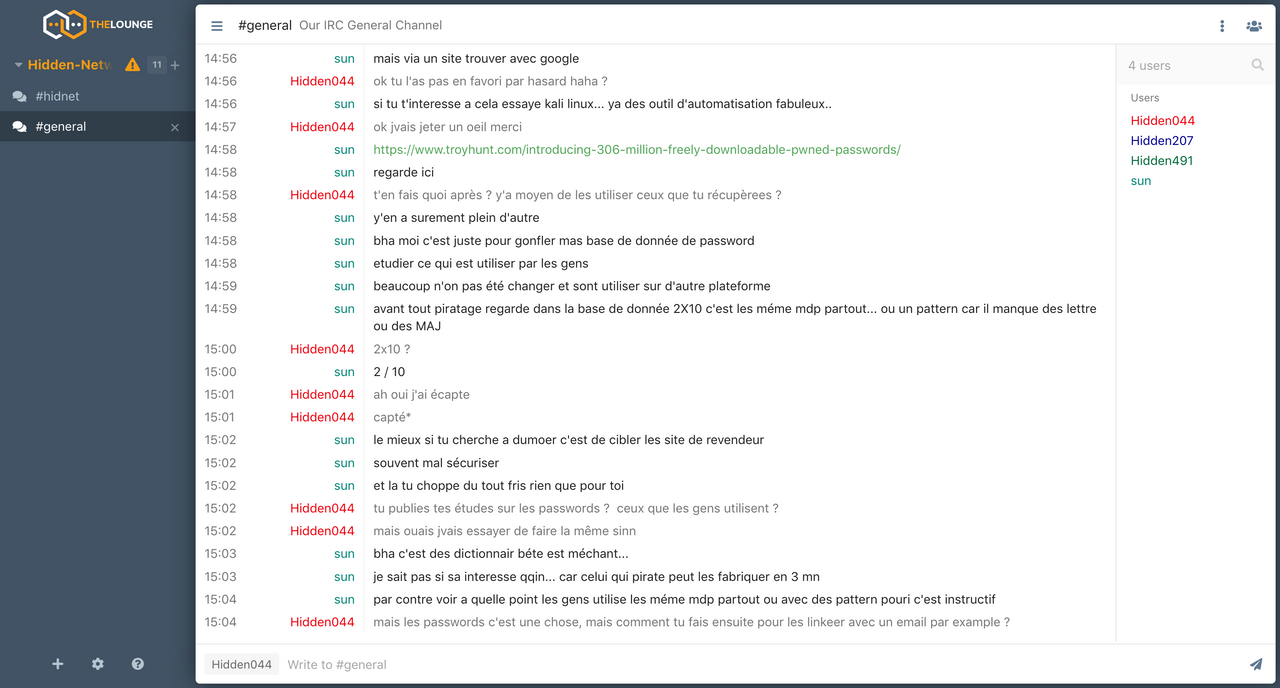 THELOUNGE
Hidden-Netw
11
#hidnet
#general
#general Our IRC General Channel
14:56 sun mais via un site trouver avec google
14:56 Hidden044 ok tu l'as pas en favori par hasard haha ?
14:56 sun si tu t'interesse a cela essaye kali linux... ya des outil d'automatisation fabuleux..
14:57 Hidden044 ok jvais jeter un oeil merci
14:58 sun https://www.troyhunt.com/introducing-306-million-freely-downloadable-pwned-passwords/
14:58 sun regarde ici
14:58 Hidden044 t'en fais quoi après ? y'a moyen de les utiliser ceux que tu récupèrees ?
14:58 sun y'en a surement plein d'autre
14:58 sun bha moi c'est juste pour gonfler mas base de donnée de password
14:58 sun etudier ce qui est utiliser par les gens
14:59 sun beaucoup n'on pas été changer et sont utiliser sur d'autre plateforme
14:59 sun avant tout piratage regarde dans la base de donnée 2X10 c'est les méme mdp partout... ou un pattern car il manque des lettre
ou des MAJ
15:00 Hidden044 2x10 ?
15:00 sun 2 / 10
15:01 Hidden044 ah oui j'ai écapte
15:01 Hidden044 capté*
15:02 sun le mieux si tu cherche a dumoer c'est de cibler les site de revendeur
15:02 sun souvent mal sécuriser
15:02 sun et la tu choppe du tout fris rien que pour toi
15:02 Hidden044 tu publies tes études sur les passwords ?  ceux que les gens utilisent ?
15:02 Hidden044 mais ouais jvais essayer de faire la même sinn
15:03 sun bha c'est des dictionnair béte est méchant...
15:03 sun je sait pas si sa interesse qqin... car celui qui pirate peut les fabriquer en 3 mn
15:04 sun par contre voir a quelle point les gens utilise les méme mdp partout ou avec des pattern pouri c'est instructif
15:04 Hidden044 mais les passwords c'est une chose, mais comment tu fais ensuite pour les linkeer avec un email par example ?
Hidden044 Write to #general
4 users
Users
Hidden044
Hidden207
Hidden491
sun